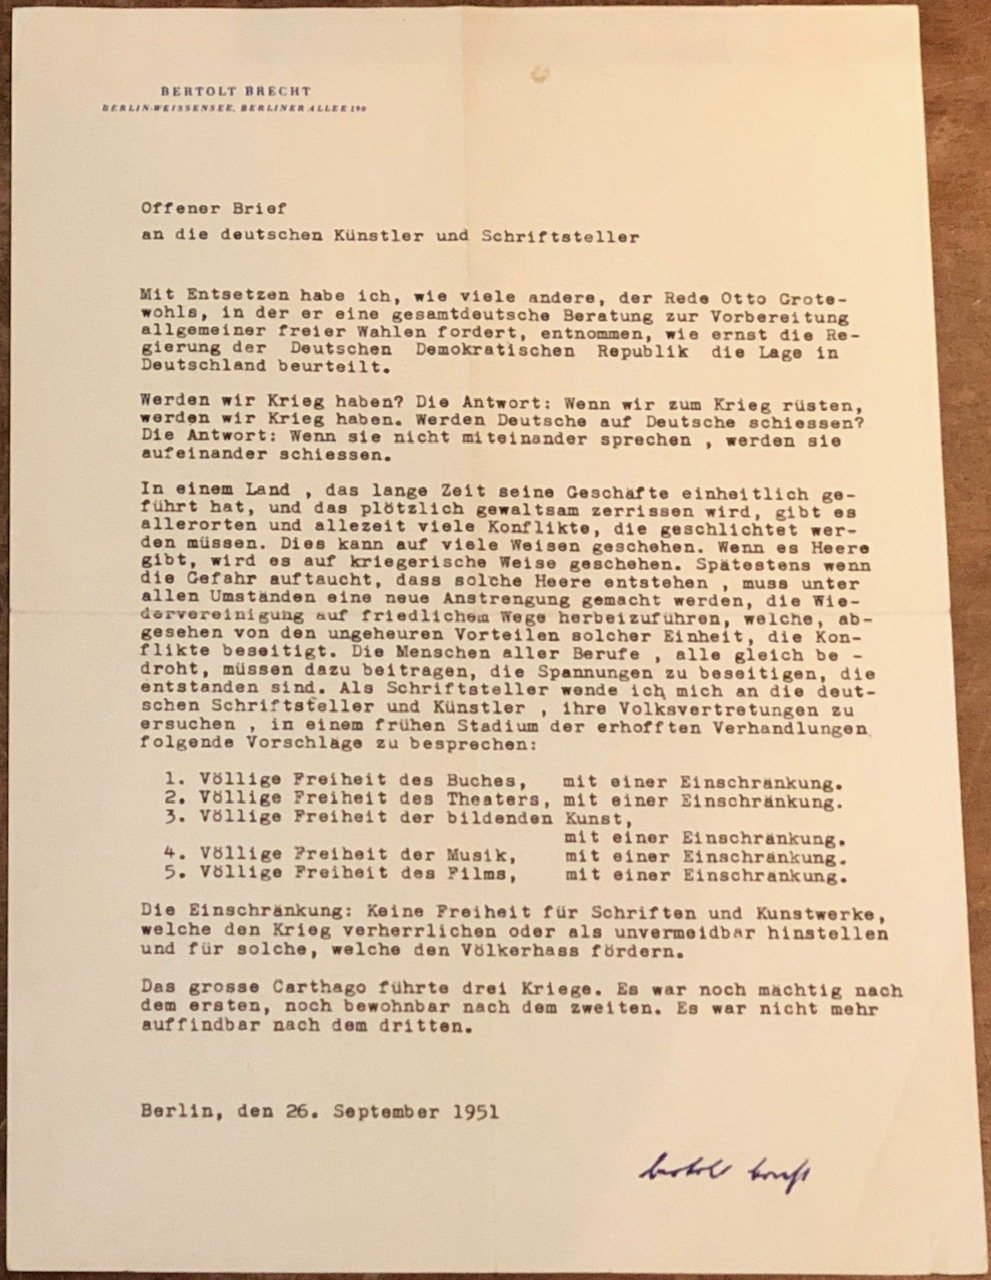 BERTOLT BRECHT
BERLIN-WEISSENSEE, BERLINER ALLEE 190
Offener Brief
an die deutschen Künstler und Schriftsteller
Mit Entsetzen habe ich, wie viele andere, der Rede Otto Grote-
wohls, in der er eine gesamtdeutsche Beratung zur Vorbereitung
allgemeiner freier Wahlen fordert, entnommen, wie ernst die Re-
gierung der Deutschen Demokratischen Republik die Lage in
Deutschland beurteilt.
Werden wir Krieg haben? Die Antwort: Wenn wir zum Krieg rüsten,
werden wir Krieg haben. Werden Deutsche auf Deutsche schiessen?
Die Antwort: Wenn sie nicht miteinander sprechen , werden sie
aufeinander schiessen.
In einem Land , das lange Zeit seine Geschäfte einheitlich ge-
führt hat, und das plötzlich gewaltsam zerrissen wird, gibt es
allerorten und allezeit viele Konflikte, die geschlichtet wer-
den müssen. Dies kann auf viele Weisen geschehen. Wenn es Heere
gibt, wird es auf kriegerische Weise geschehen. Spätestens wenn
die Gefahr auftaucht, dass solche Heere entstehen , muss unter
allen Umständen eine neue Anstrengung gemacht werden, die Wie-
dervereinigung auf friedlichem Wege herbeizuführen, welche, ab-
gesehen von den ungeheuren Vorteilen solcher Einheit, die Kon-
flikte beseitigt. Die Menschen aller Berufe , alle gleich be -
droht, müssen dazu beitragen, die Spannungen zu beseitigen, die
entstanden sind. Als Schriftsteller wende ich mich an die deut-
schen Schriftsteller und Künstler , ihre Volksvertretungen zu
ersuchen , in einem frühen Stadium der erhofften Verhandlungen
folgende Vorschläge zu besprechen:
1. Völlige Freiheit des Buches, mit einer Einschränkung.
2. Völlige Freiheit des Theaters, mit einer Einschränkung.
3. Völlige Freiheit der bildenden Kunst,
mit einer Einschränkung.
4. Völlige Freiheit der Musik, mit einer Einschränkung.
5. Völlige Freiheit des Films, mit einer Einschränkung.
Die Einschränkung: Keine Freiheit für Schriften und Kunstwerke,
welche den Krieg verherrlichen oder als unvermeidbar hinstellen
und für solche, welche den Völkerhass fördern.
Das grosse Carthago führte drei Kriege. Es war noch mächtig nach
dem ersten, noch bewohnbar nach dem zweiten. Es war nicht mehr
auffindbar nach dem dritten.
Berlin, den 26. September 1951
bertolt brecht